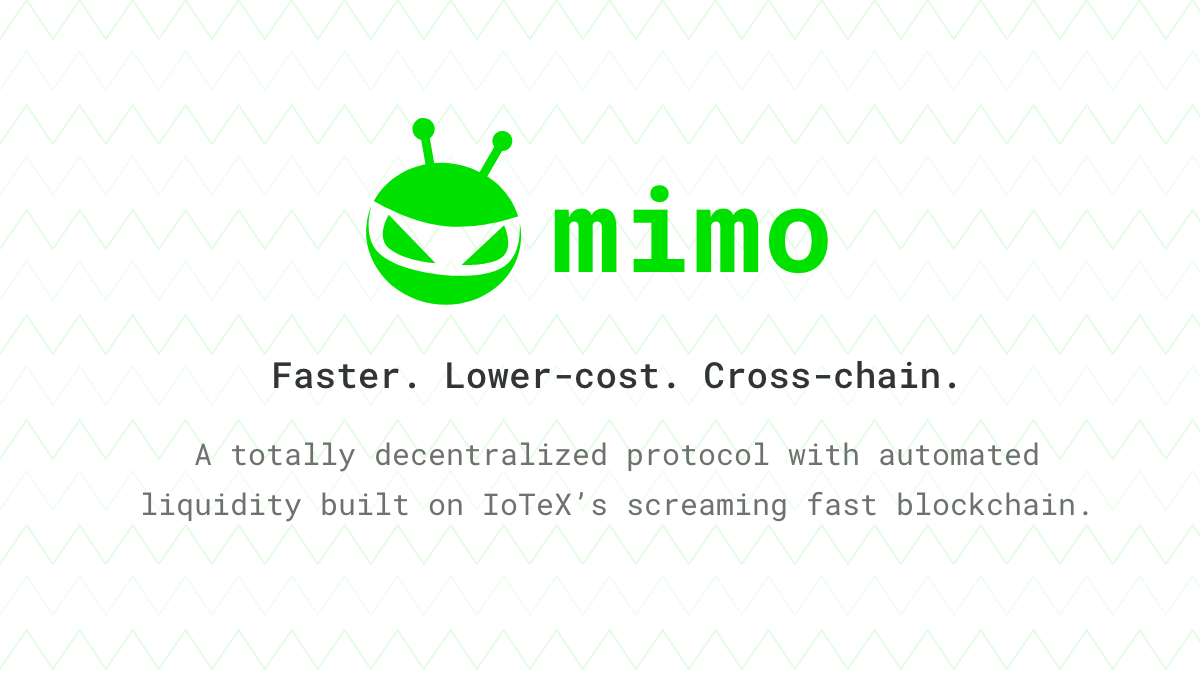 mimo
Faster. Lower-cost. Cross-chain.
A totally decentralized protocol with automated
liquidity built on IoTeX’s screaming fast blockchain.